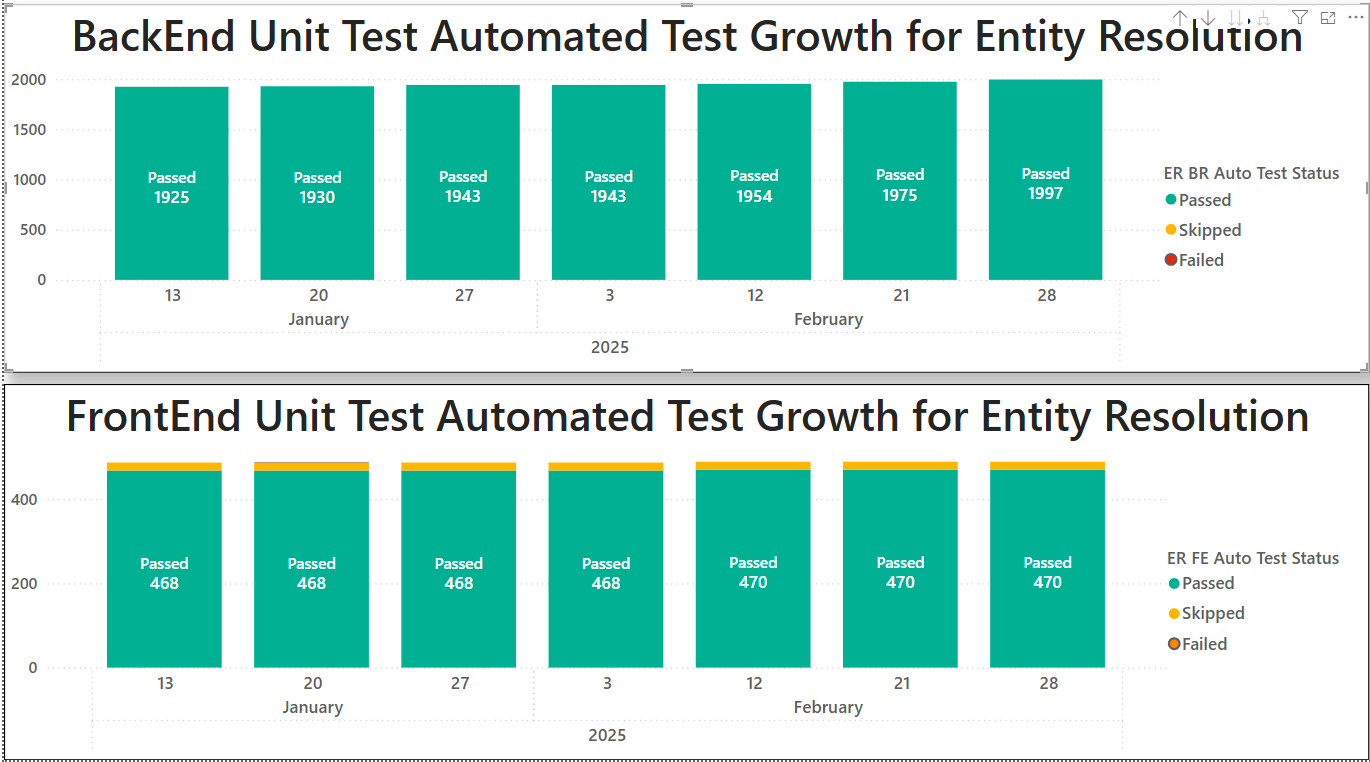 BackEnd Unit Test Automated Test Growth for Entity Resolution
2000
1500
1000
500
0
Passed
1925
Passed
1930
Passed
1943
Passed
1943
Passed
1954
Passed
1975
Passed
1997
13 20 27 3 12 21 28
January February
2025
ER BR Auto Test Status
Passed
Skipped
Failed
FrontEnd Unit Test Automated Test Growth for Entity Resolution
400
200
0
Passed
468
Passed
468
Passed
468
Passed
468
Passed
470
Passed
470
Passed
470
13 20 27 3 12 21 28
January February
2025
ER FE Auto Test Status
Passed
Skipped
Failed